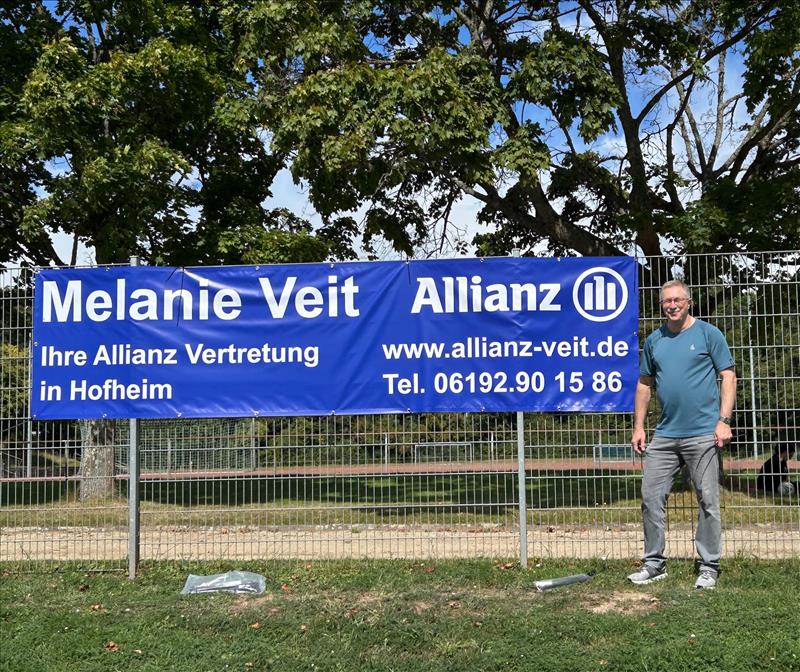 Melanie Veit
Ihre Allianz Vertretung
in Hofheim
Allianz
www.allianz-veit.de
Tel. 06192.90 15 86